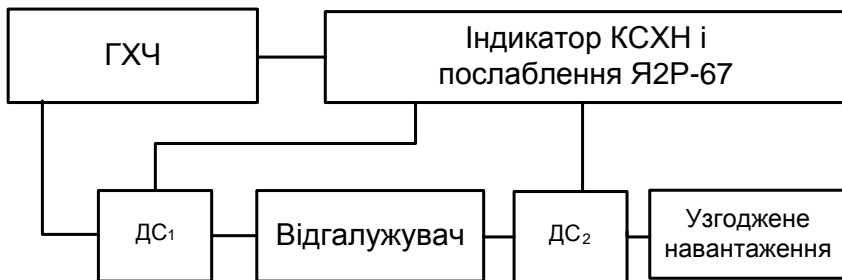 ГХЧ
Індикатор КСХН і
послаблення Я2Р-67
ДС₁
Відгалужувач
ДС₂
Узгоджене
навантаження